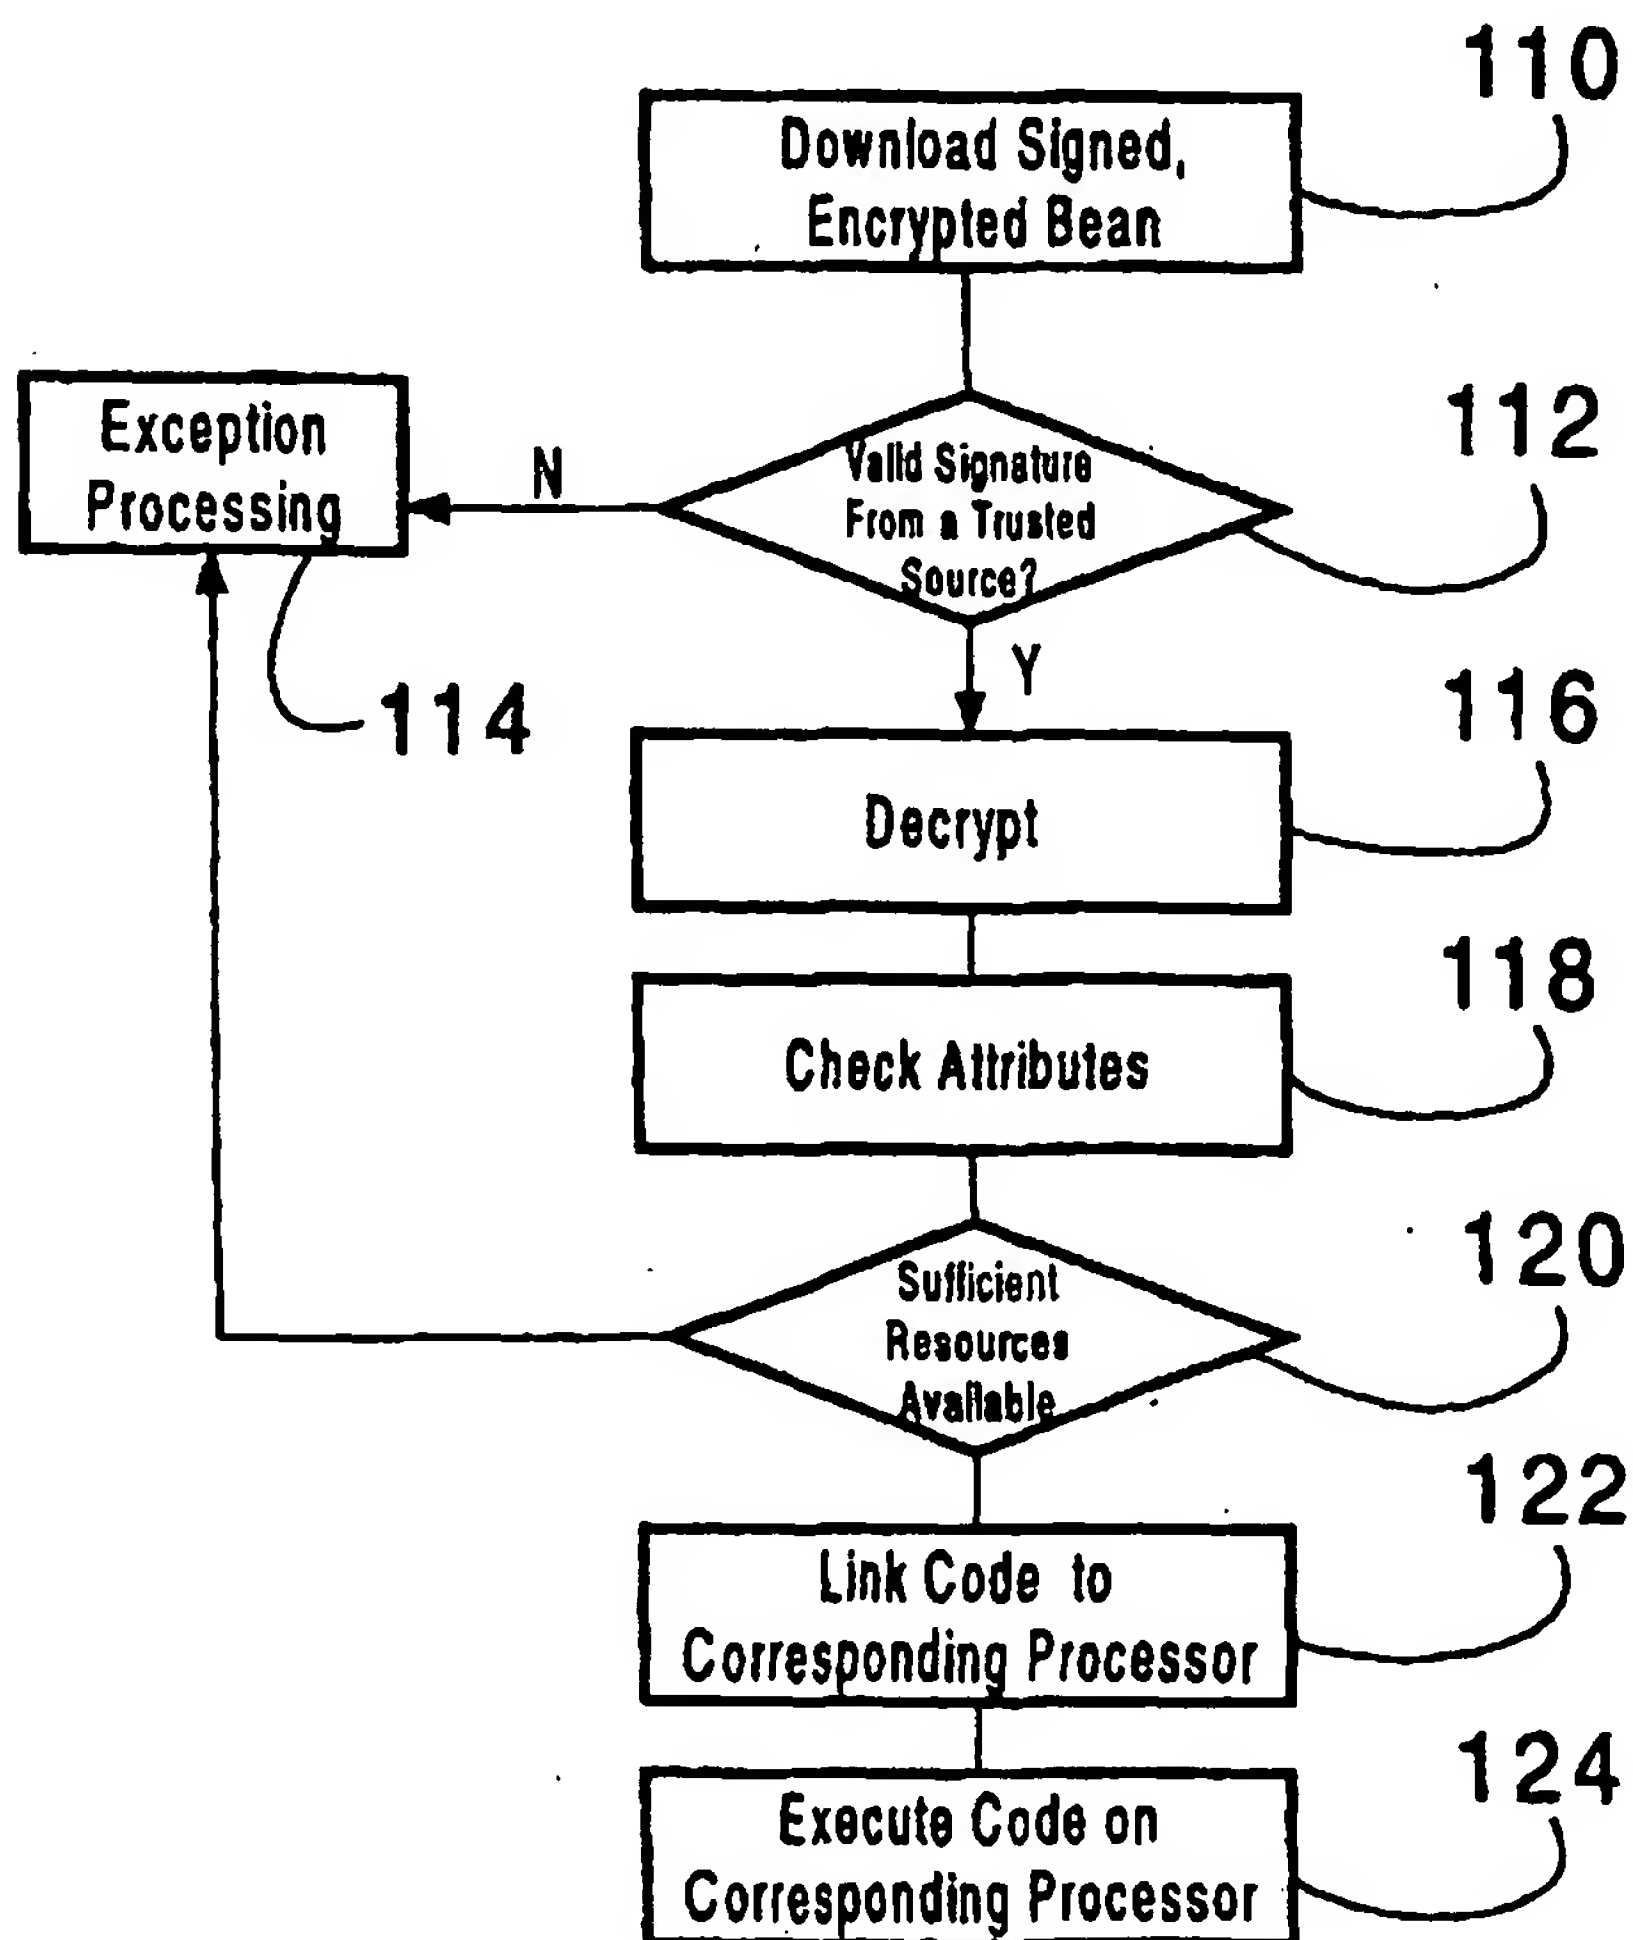 110
Download Signed,
Encrypted Bean
Exception
Processing
N
Valid Signature
From a Trusted
Source?
112
Y
114
116
Decrypt
118
Check Attributes
120
Sufficient
Resources
Available
122
Link Code to
Corresponding Processor
124
Execute Code on
Corresponding Processor